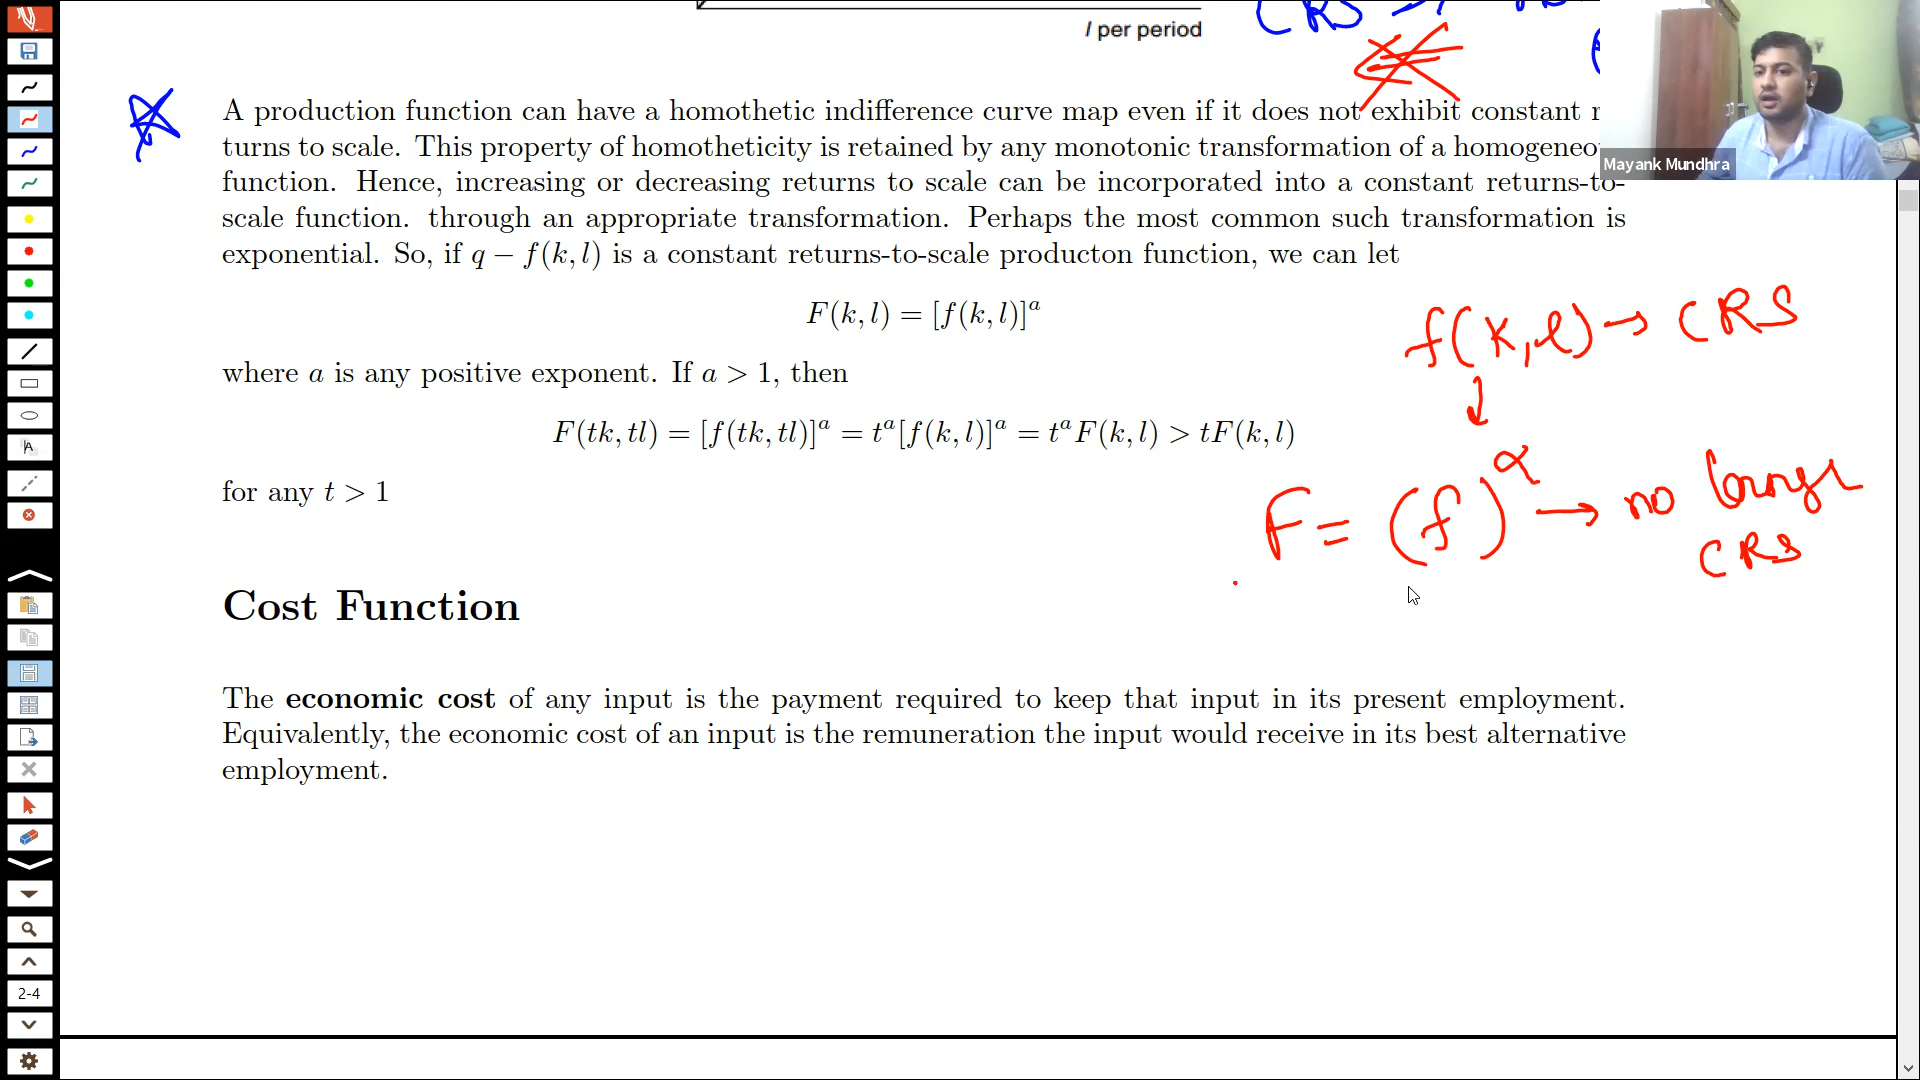 l per period
CRS →
A production function can have a homothetic indifference curve map even if it does not exhibit constant r
turns to scale. This property of homotheticity is retained by any monotonic transformation of a homogeneo
function. Hence, increasing or decreasing returns to scale can be incorporated into a constant returns-to-
scale function. through an appropriate transformation. Perhaps the most common such transformation is
exponential. So, if q − f(k, l) is a constant returns-to-scale producton function, we can let
F(k, l) = [f(k, l)]^a
where a is any positive exponent. If a > 1, then
F(tk, tl) = [f(tk, tl)]^a = t^a[f(k, l)]^a = t^aF(k, l) > tF(k, l)
for any t > 1
f(k, l) → CRS
↓
F = (f)^α → no longer
CRS
Cost Function
The economic cost of any input is the payment required to keep that input in its present employment.
Equivalently, the economic cost of an input is the remuneration the input would receive in its best alternative
employment.
Mayank Mundhra
2-4